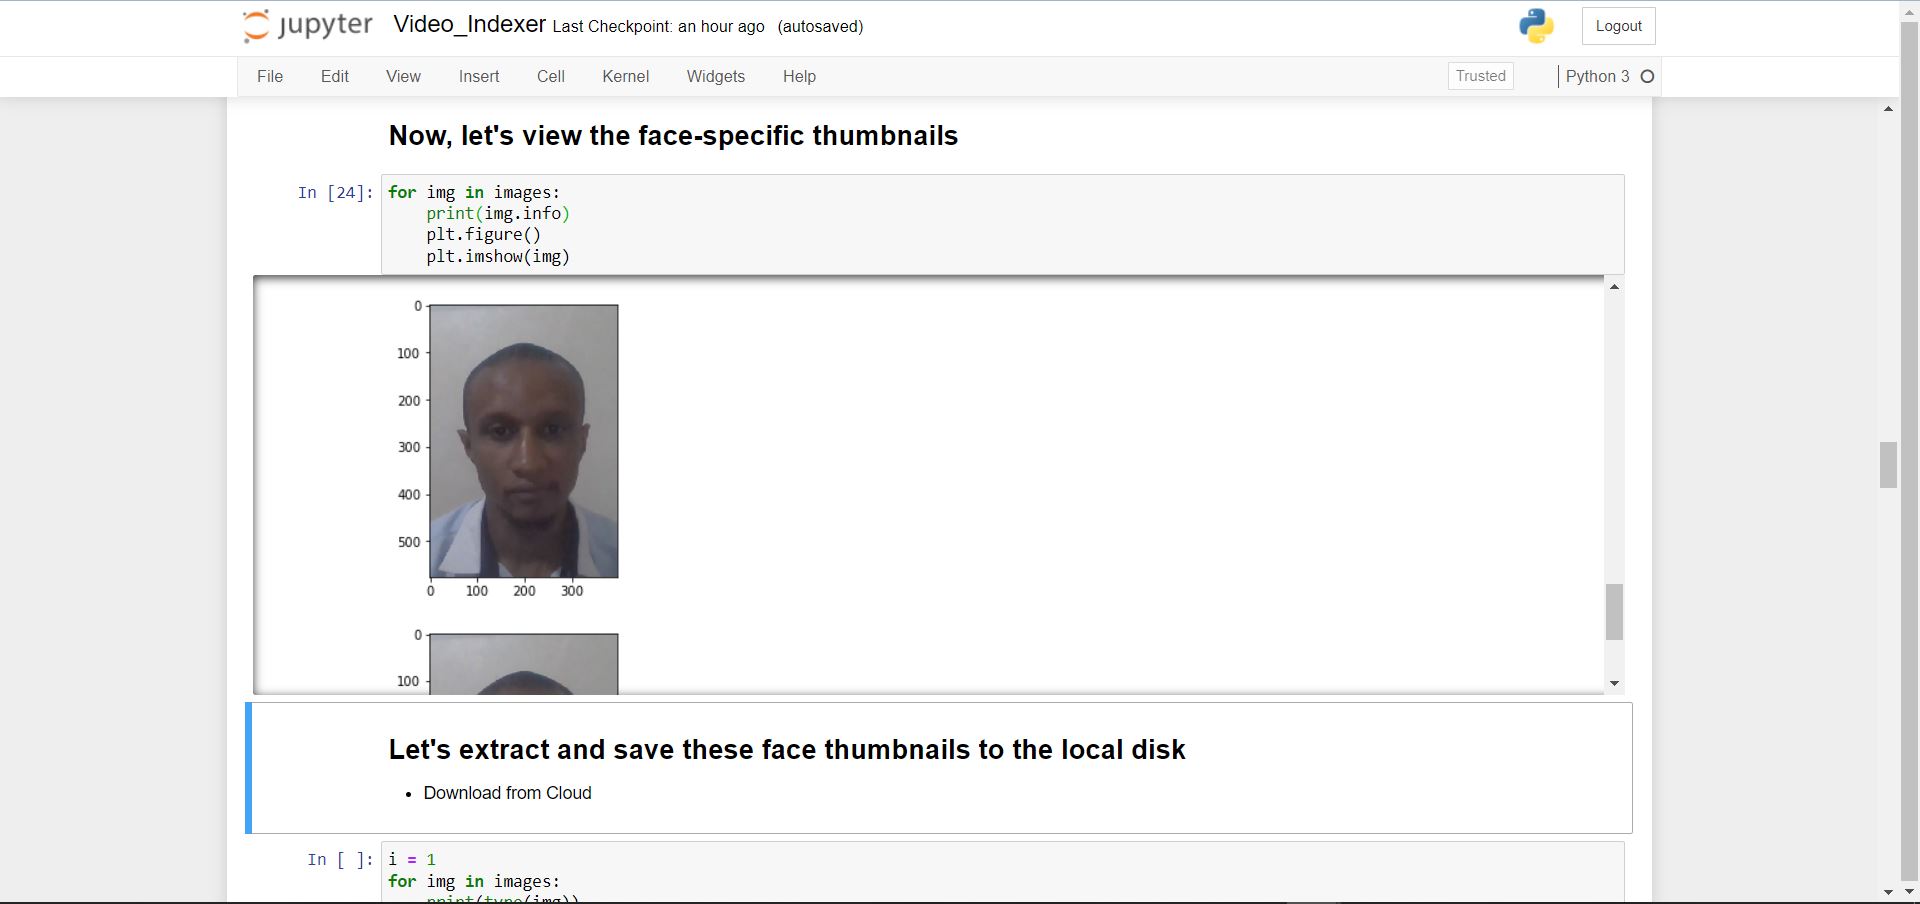 jupyter Video_Indexer Last Checkpoint: an hour ago (autosaved)
Logout
File Edit View Insert Cell Kernel Widgets Help
Trusted
Python 3
Now, let's view the face-specific thumbnails
In [24]:
for img in images:
    print(img.info)
    plt.figure()
    plt.imshow(img)
0
100
200
300
400
500
0 100 200 300
0
100
Let's extract and save these face thumbnails to the local disk
• Download from Cloud
In [ ]:
i = 1
for img in images:
    print(type(img))